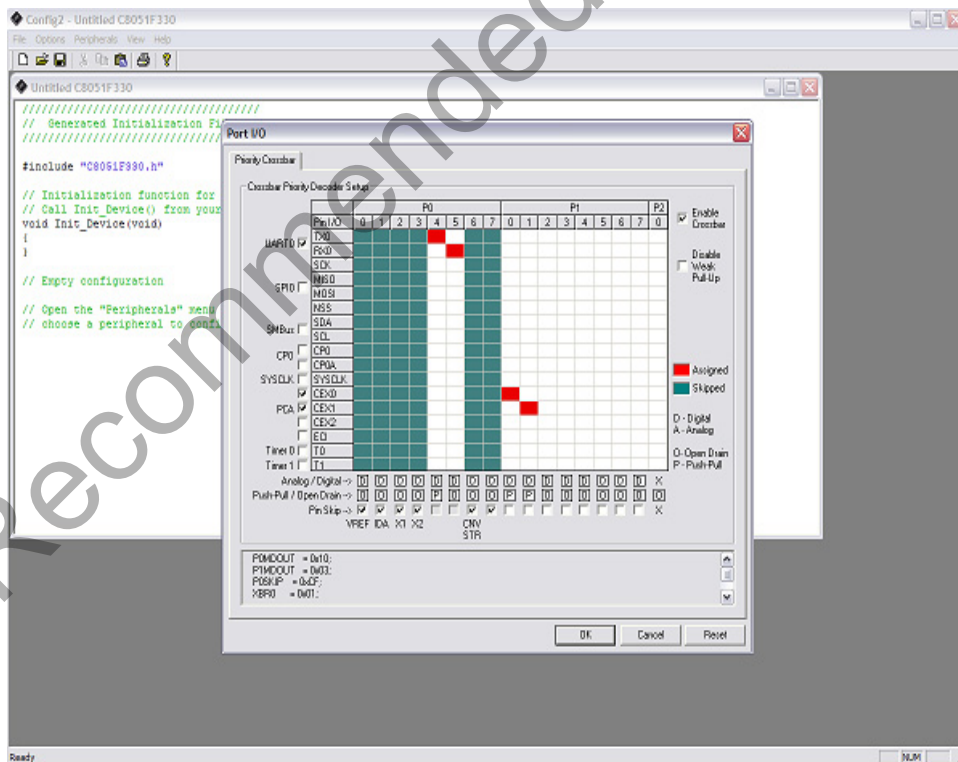 Config2 - Untitled C8051F330
File Options Peripherals View Help
Untitled C8051F330
//////////////////////////////////////
// Generated Initialization Fi
//////////////////////////////////////
#include "C8051F330.h"
// Initialization function for
// Call Init_Device() from your
void Init_Device(void)
{
}
// Empty configuration
// Open the "Peripherals" menu
// choose a peripheral to confi
Port I/O
Priority Crossbar
Crossbar Priority Decoder Setup
P0 P1 P2
Pin I/O 0 1 2 3 4 5 6 7 0 1 2 3 4 5 6 7 0
UART0 TX0
RX0
SCK
SPI0 MISO
MOSI
NSS
SMBus SDA
SCL
CP0 CP0
CP0A
SYSCLK SYSCLK
CEX0
PCA CEX1
CEX2
ECI
Timer 0 T0
Timer 1 T1
Analog / Digital -> D D D D D D D D D D D D D D D D X
Push-Pull / Open Drain -> O O O O P O O O P P O O O O O O O
Pin Skip -> X
VREF IDA X1 X2 CNV
STR
Enable
Crossbar
Disable
Weak
Pull-Up
Assigned
Skipped
D - Digital
A - Analog
O - Open Drain
P - Push-Pull
P0MDOUT = 0x10;
P1MDOUT = 0x03;
P0SKIP = 0xCF;
XBR0 = 0x01;
OK Cancel Reset
Ready NUM
Recommended